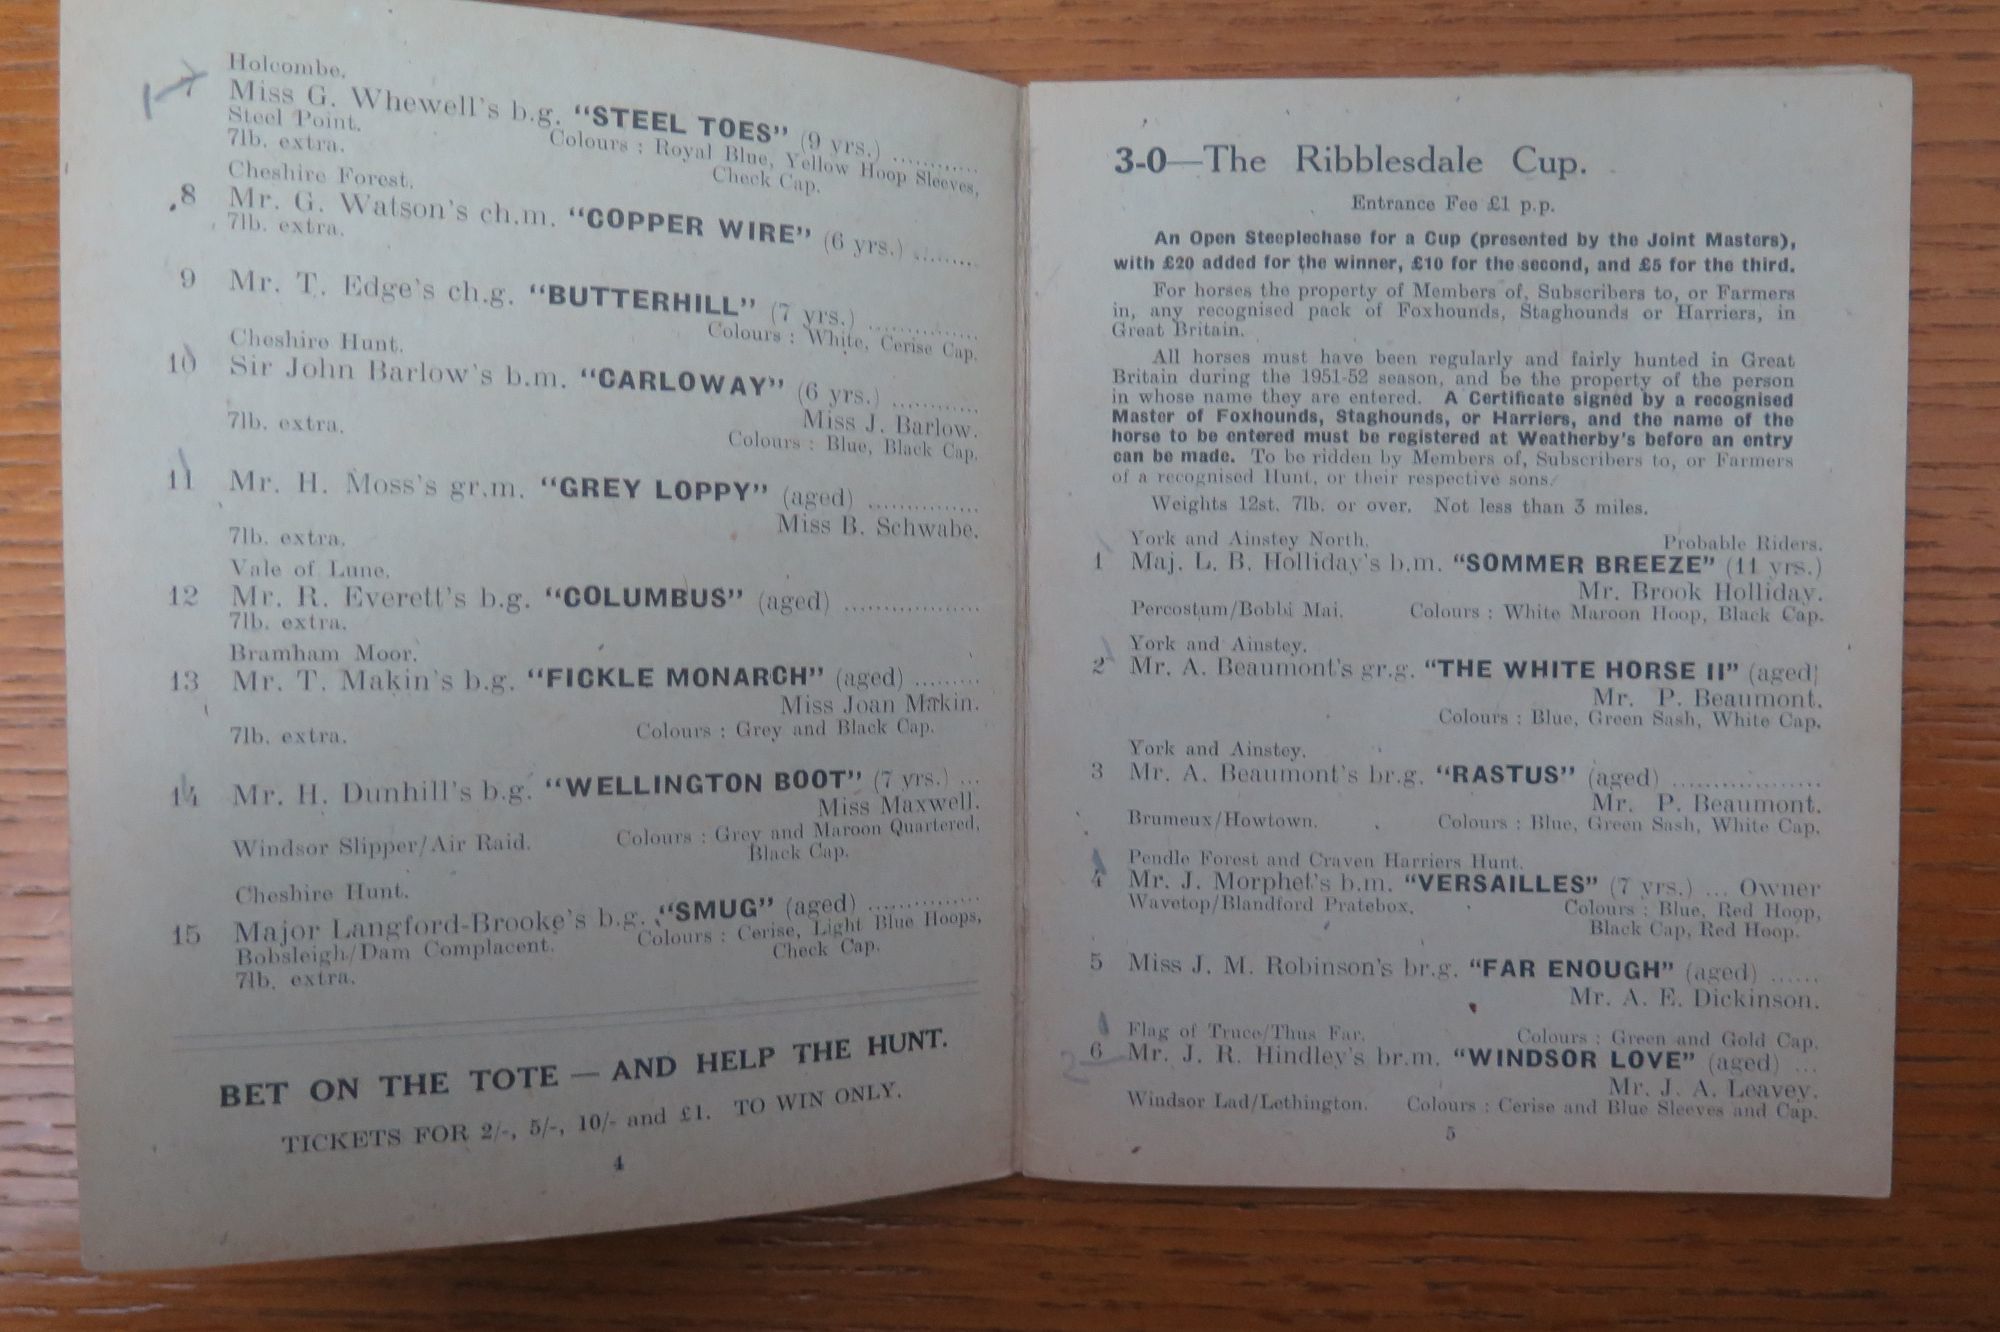 Holcombe.
7 Miss G. Whewell's b.g. "STEEL TOES" (9 yrs.) ............
Steel Point. Colours : Royal Blue, Yellow Hoop Sleeves,
7lb. extra. Check Cap.
Cheshire Forest.
8 Mr. G. Watson's ch.m. "COPPER WIRE" (6 yrs.) .........
7lb. extra.
9 Mr. T. Edge's ch.g. "BUTTERHILL" (7 yrs.) ...............
Colours : White, Cerise Cap.
Cheshire Hunt.
10 Sir John Barlow's b.m. "CARLOWAY" (6 yrs.) ............
Miss J. Barlow.
7lb. extra. Colours : Blue, Black Cap.
11 Mr. H. Moss's gr.m. "GREY LOPPY" (aged) ...............
Miss B. Schwabe.
7lb. extra.
Vale of Lune.
12 Mr. R. Everett's b.g. "COLUMBUS" (aged) ..................
7lb. extra.
Bramham Moor.
13 Mr. T. Makin's b.g. "FICKLE MONARCH" (aged) .........
Miss Joan Makin.
7lb. extra. Colours : Grey and Black Cap.
14 Mr. H. Dunhill's b.g. "WELLINGTON BOOT" (7 yrs.) ...
Miss Maxwell.
Windsor Slipper/Air Raid. Colours : Grey and Maroon Quartered,
Black Cap.
Cheshire Hunt.
15 Major Langford-Brooke's b.g. "SMUG" (aged) ...............
Bobsleigh/Dam Complacent. Colours : Cerise, Light Blue Hoops,
7lb. extra. Check Cap.
BET ON THE TOTE — AND HELP THE HUNT.
TICKETS FOR 2/-, 5/-, 10/- and £1. TO WIN ONLY.
4
3-0—The Ribblesdale Cup.
Entrance Fee £1 p.p.
An Open Steeplechase for a Cup (presented by the Joint Masters),
with £20 added for the winner, £10 for the second, and £5 for the third.
For horses the property of Members of, Subscribers to, or Farmers
in, any recognised pack of Foxhounds, Staghounds or Harriers, in
Great Britain.
All horses must have been regularly and fairly hunted in Great
Britain during the 1951-52 season, and be the property of the person
in whose name they are entered. A Certificate signed by a recognised
Master of Foxhounds, Staghounds, or Harriers, and the name of the
horse to be entered must be registered at Weatherby's before an entry
can be made. To be ridden by Members of, Subscribers to, or Farmers
of a recognised Hunt, or their respective sons.
Weights 12st. 7lb. or over. Not less than 3 miles.
York and Ainstey North. Probable Riders.
1 Maj. L. B. Holliday's b.m. "SOMMER BREEZE" (11 yrs.)
Mr. Brook Holliday.
Percostum/Bobbi Mai. Colours : White Maroon Hoop, Black Cap.
York and Ainstey.
2 Mr. A. Beaumont's gr.g. "THE WHITE HORSE II" (aged)
Mr. P. Beaumont.
Colours : Blue, Green Sash, White Cap.
York and Ainstey.
3 Mr. A. Beaumont's br.g. "RASTUS" (aged) ..................
Mr. P. Beaumont.
Brumeux/Howtown. Colours : Blue, Green Sash, White Cap.
Pendle Forest and Craven Harriers Hunt.
4 Mr. J. Morphet's b.m. "VERSAILLES" (7 yrs.) ... Owner
Wavetop/Blandford Pratebox. Colours : Blue, Red Hoop,
Black Cap, Red Hoop.
5 Miss J. M. Robinson's br.g. "FAR ENOUGH" (aged) ......
Mr. A. E. Dickinson.
Flag of Truce/Thus Far. Colours : Green and Gold Cap.
2 6 Mr. J. R. Hindley's br.m. "WINDSOR LOVE" (aged) ...
Mr. J. A. Leavey.
Windsor Lad/Lethington. Colours : Cerise and Blue Sleeves and Cap.
5